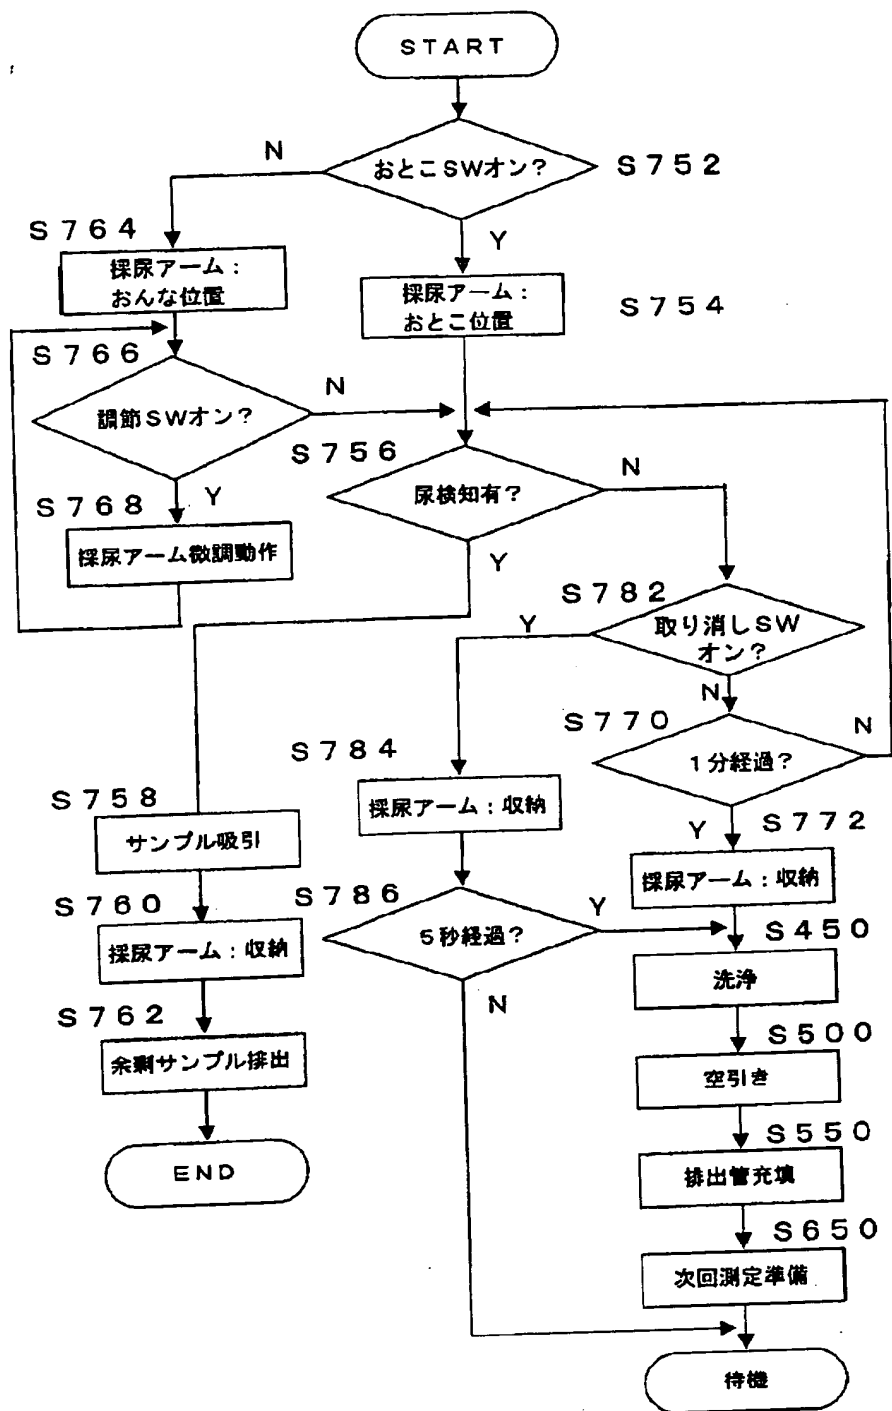 START
N
おとこSWオン?
S752
Y
S764
採尿アーム:
おんな位置
採尿アーム:
おとこ位置
S754
S766
調節SWオン?
N
S756
尿検知有?
N
Y
S768
採尿アーム微調動作
Y
S782
取り消しSW
オン?
Y
N
S770
1分経過?
N
Y
S784
採尿アーム:収納
S772
採尿アーム:収納
S758
サンプル吸引
S786
5秒経過?
Y
N
S760
採尿アーム:収納
S450
洗浄
S762
余剰サンプル排出
S500
空引き
END
S550
排出管充填
S650
次回測定準備
待機